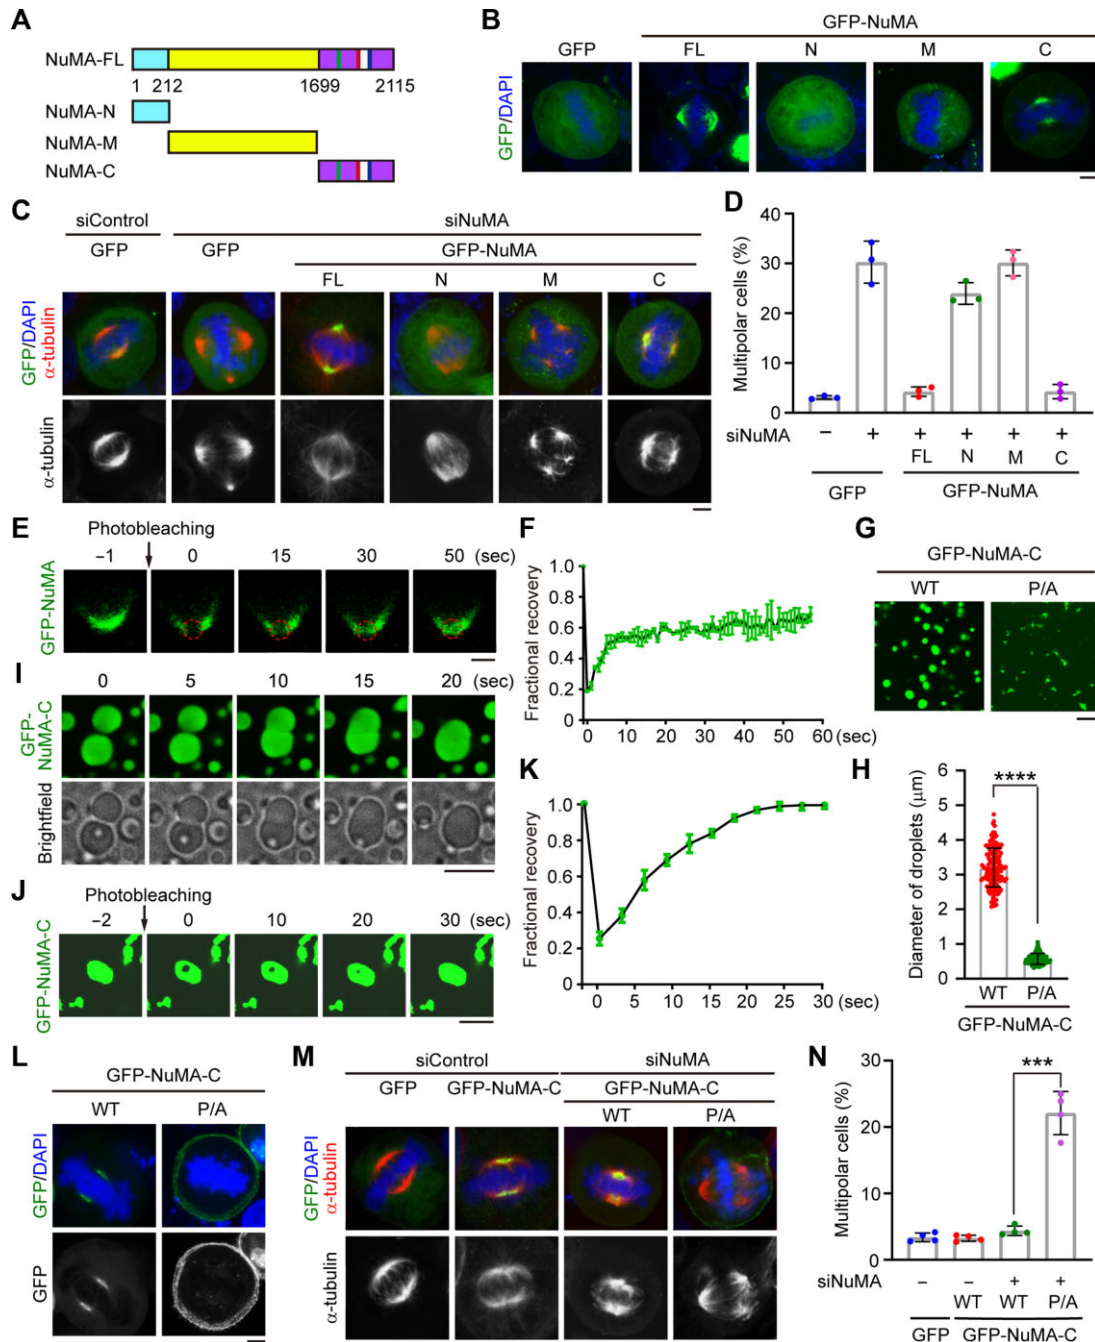 A
NuMA-FL
1 212 1699 2115
NuMA-N
NuMA-M
NuMA-C
B
GFP-NuMA
GFP FL N M C
GFP/DAPI
C
siControl siNuMA
GFP GFP GFP-NuMA
FL N M C
GFP/DAPI
α-tubulin
α-tubulin
D
Multipolar cells (%)
40
30
20
10
0
siNuMA – + + + + +
FL N M C
GFP GFP-NuMA
E
Photobleaching
–1 0 15 30 50 (sec)
GFP-NuMA
F
Fractional recovery
1.0
0.8
0.6
0.4
0.2
0
0 10 20 30 40 50 60 (sec)
G
GFP-NuMA-C
WT P/A
I
0 5 10 15 20 (sec)
GFP-
NuMA-C
Brightfield
K
Fractional recovery
1.0
0.8
0.6
0.4
0.2
0
0 5 10 15 20 25 30 (sec)
H
Diameter of droplets (μm)
6
5
4
3
2
1
0
****
WT P/A
GFP-NuMA-C
J
Photobleaching
–2 0 10 20 30 (sec)
GFP-NuMA-C
L
GFP-NuMA-C
WT P/A
GFP/DAPI
GFP
M
siControl siNuMA
GFP GFP-NuMA-C GFP-NuMA-C
WT P/A
GFP/DAPI
α-tubulin
α-tubulin
N
Multipolar cells (%)
30
20
10
0
***
siNuMA – – + +
WT WT P/A
GFP GFP-NuMA-C